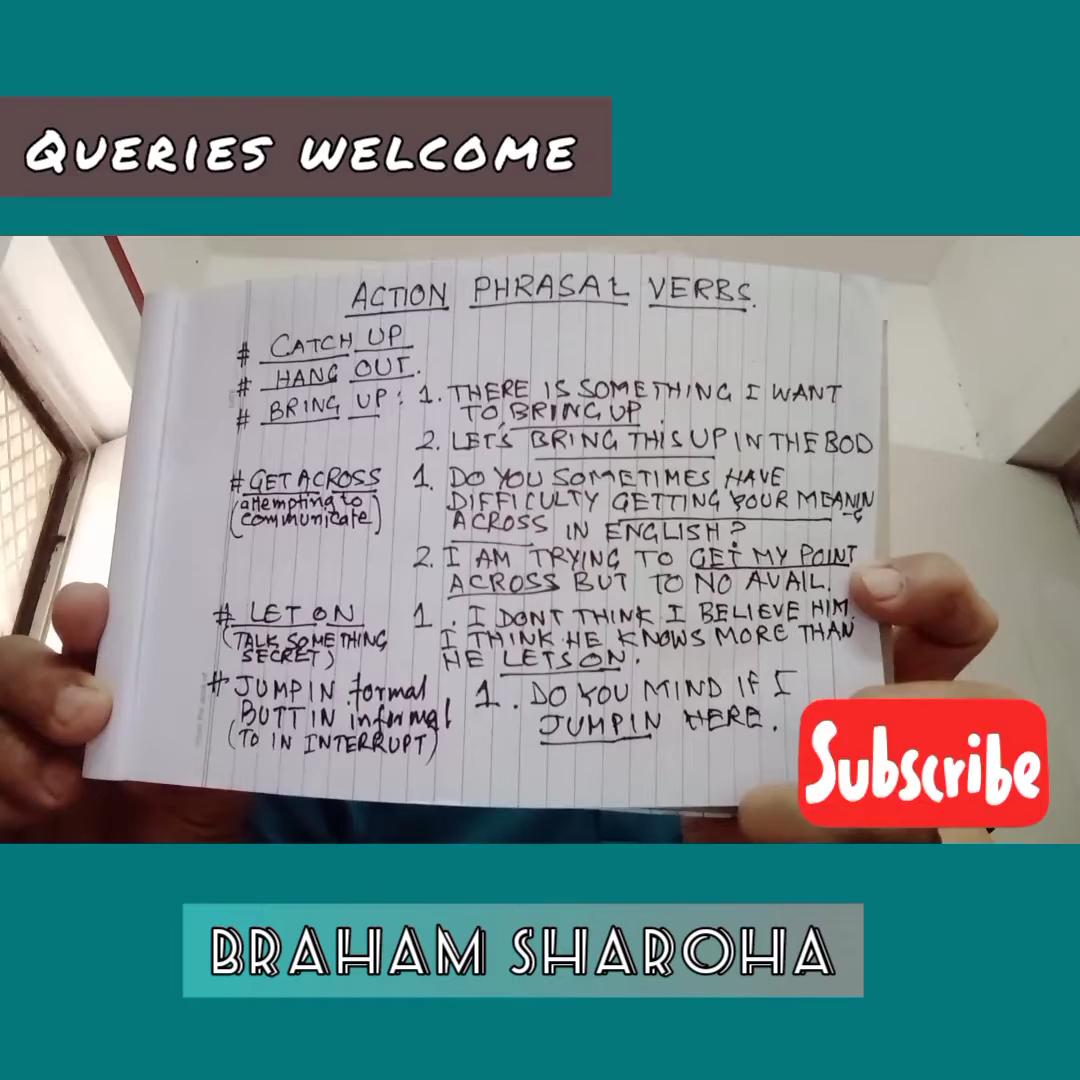 QUERIES WELCOME
ACTION PHRASAL VERBS.
# CATCH UP
# HANG OUT.
# BRING UP : 1. THERE IS SOMETHING I WANT
TO BRING UP.
2. LET'S BRING THIS UP IN THE BOD
# GET ACROSS 1. DO YOU SOMETIMES HAVE
(attempting to DIFFICULTY GETTING YOUR MEANING
communicate) ACROSS IN ENGLISH?
2. I AM TRYING TO GET MY POINT
ACROSS BUT TO NO AVAIL.
# LET ON 1. I DONT THINK I BELIEVE HIM.
(TALK SOMETHING I THINK HE KNOWS MORE THAN
SECRET) HE LETS ON.
# JUMP IN formal 1. DO YOU MIND IF I
BUTT IN informal JUMP IN HERE.
(TO IN INTERRUPT)
Subscribe
BRAHAM SHAROHA